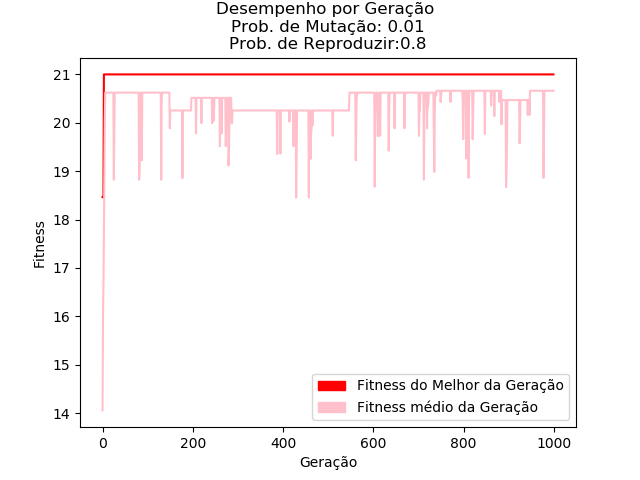 Desempenho por Geração
Prob. de Mutação: 0.01
Prob. de Reproduzir:0.8
21
20
19
18
17
16
15
14
Fitness
0 200 400 600 800 1000
Geração
Fitness do Melhor da Geração
Fitness médio da Geração